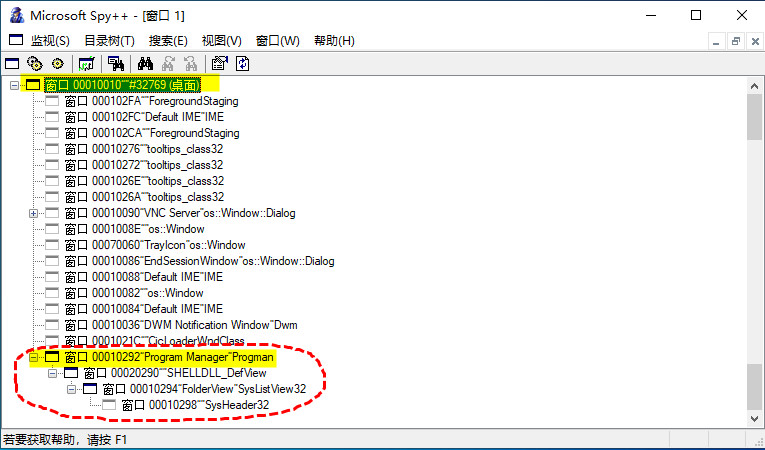 Microsoft Spy++ - [窗口 1]
监视(S) 目录树(T) 搜索(E) 视图(V) 窗口(W) 帮助(H)
窗口 00010010"" #32769 (桌面)
窗口 000102FA""ForegroundStaging
窗口 000102FC"Default IME"IME
窗口 000102CA""ForegroundStaging
窗口 00010276""tooltips_class32
窗口 00010272""tooltips_class32
窗口 0001026E""tooltips_class32
窗口 0001026A""tooltips_class32
窗口 00010090"VNC Server"os::Window::Dialog
窗口 0001008E""os::Window
窗口 00070060"TrayIcon"os::Window
窗口 00010086"EndSessionWindow"os::Window::Dialog
窗口 00010088"Default IME"IME
窗口 00010082""os::Window
窗口 00010084"Default IME"IME
窗口 00010036"DWM Notification Window"Dwm
窗口 0001021C""CicLoaderWndClass
窗口 00010292"Program Manager"Progman
窗口 00020290""SHELLDLL_DefView
窗口 00010294"FolderView"SysListView32
窗口 00010298""SysHeader32
若要获取帮助，请按 F1